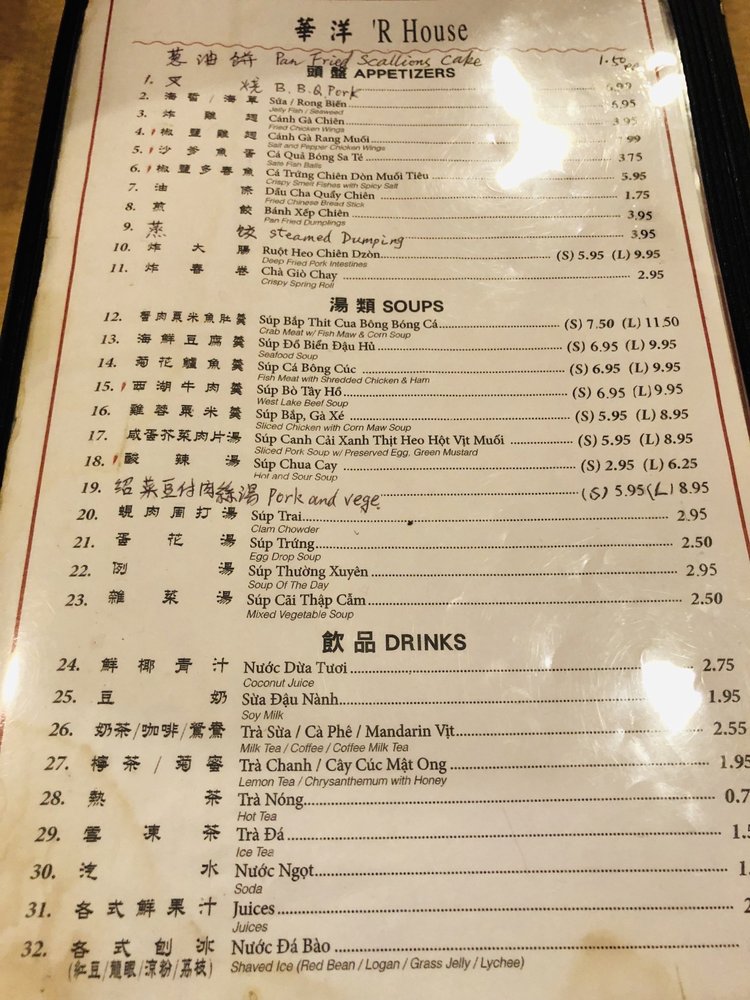 華洋 'R House
葱油餅 Pan Fried Scallions Cake 1.50
頭盤 APPETIZERS
1. 叉燒 B.B.Q Pork
2. 海哲/海草 Sứa / Rong Biển 6.95
Jelly Fish / Seaweed
3. 炸雞翅 Cánh Gà Chiên 3.95
Fried Chicken Wings
4. 椒鹽雞翅 Cánh Gà Rang Muối .99
Salt and Pepper Chicken Wings
5. 沙爹魚蛋 Cá Quả Bóng Sa Té 3.75
Sate Fish Balls
6. 椒鹽多春魚 Cá Trứng Chiên Dòn Muối Tiêu 5.95
Crispy Smelt Fishes with Spicy Salt
7. 油條 Dầu Cha Quẩy Chiên 1.75
Fried Chinese Bread Stick
8. 煎餃 Bánh Xếp Chiên 3.95
Pan Fried Dumplings
9. 蒸饺 Steamed Dumping 3.95
10. 炸大腸 Ruột Heo Chiên Dzòn (S) 5.95 (L) 9.95
Deep Fried Pork Intestines
11. 炸春卷 Chả Giò Chay 2.95
Crispy Spring Roll
湯類 SOUPS
12. 蟹肉粟米魚肚羹 Súp Bắp Thit Cua Bông Bóng Cá (S) 7.50 (L) 11.50
Crab Meat w/ Fish Maw & Corn Soup
13. 海鮮豆腐羹 Súp Đồ Biển Đậu Hủ (S) 6.95 (L) 9.95
Seafood Soup
14. 菊花鱸魚羹 Súp Cá Bông Cúc (S) 6.95 (L) 9.95
Fish Meat with Shredded Chicken & Ham
15. 西湖牛肉羹 Súp Bò Tây Hồ (S) 6.95 (L) 9.95
West Lake Beef Soup
16. 雞蓉粟米羹 Súp Bắp, Gà Xé (S) 5.95 (L) 8.95
Sliced Chicken with Corn Maw Soup
17. 咸蛋芥菜肉片湯 Súp Canh Cải Xanh Thịt Heo Hột Vịt Muối (S) 5.95 (L) 8.95
Sliced Pork Soup w/ Preserved Egg, Green Mustard
18. 酸辣湯 Súp Chua Cay (S) 2.95 (L) 6.25
Hot and Sour Soup
19. 绍菜豆付肉絲湯 Pork and vege (S) 5.95 (L) 8.95
20. 蜆肉周打湯 Súp Trai 2.95
Clam Chowder
21. 蛋花湯 Súp Trứng 2.50
Egg Drop Soup
22. 例湯 Súp Thường Xuyên 2.95
Soup Of The Day
23. 雜菜湯 Súp Cãi Thập Cẩm 2.50
Mixed Vegetable Soup
飲品 DRINKS
24. 鮮椰青汁 Nước Dừa Tươi 2.75
Coconut Juice
25. 豆奶 Sừa Đậu Nành 1.95
Soy Milk
26. 奶茶/咖啡/鴛鴦 Trà Sừa / Cà Phê / Mandarin Vịt 2.55
Milk Tea / Coffee / Coffee Milk Tea
27. 檸茶/菊蜜 Trà Chanh / Cây Cúc Mật Ong 1.95
Lemon Tea / Chrysanthemum with Honey
28. 熱茶 Trà Nóng 0.7
Hot Tea
29. 雪凍茶 Trà Đá 1.5
Ice Tea
30. 汽水 Nước Ngọt 1.
Soda
31. 各式鮮果汁 Juices 2
Juices
32. 各式刨冰 Nước Đá Bào
(紅豆/龍眼/涼粉/荔枝) Shaved Ice (Red Bean / Logan / Grass Jelly / Lychee)